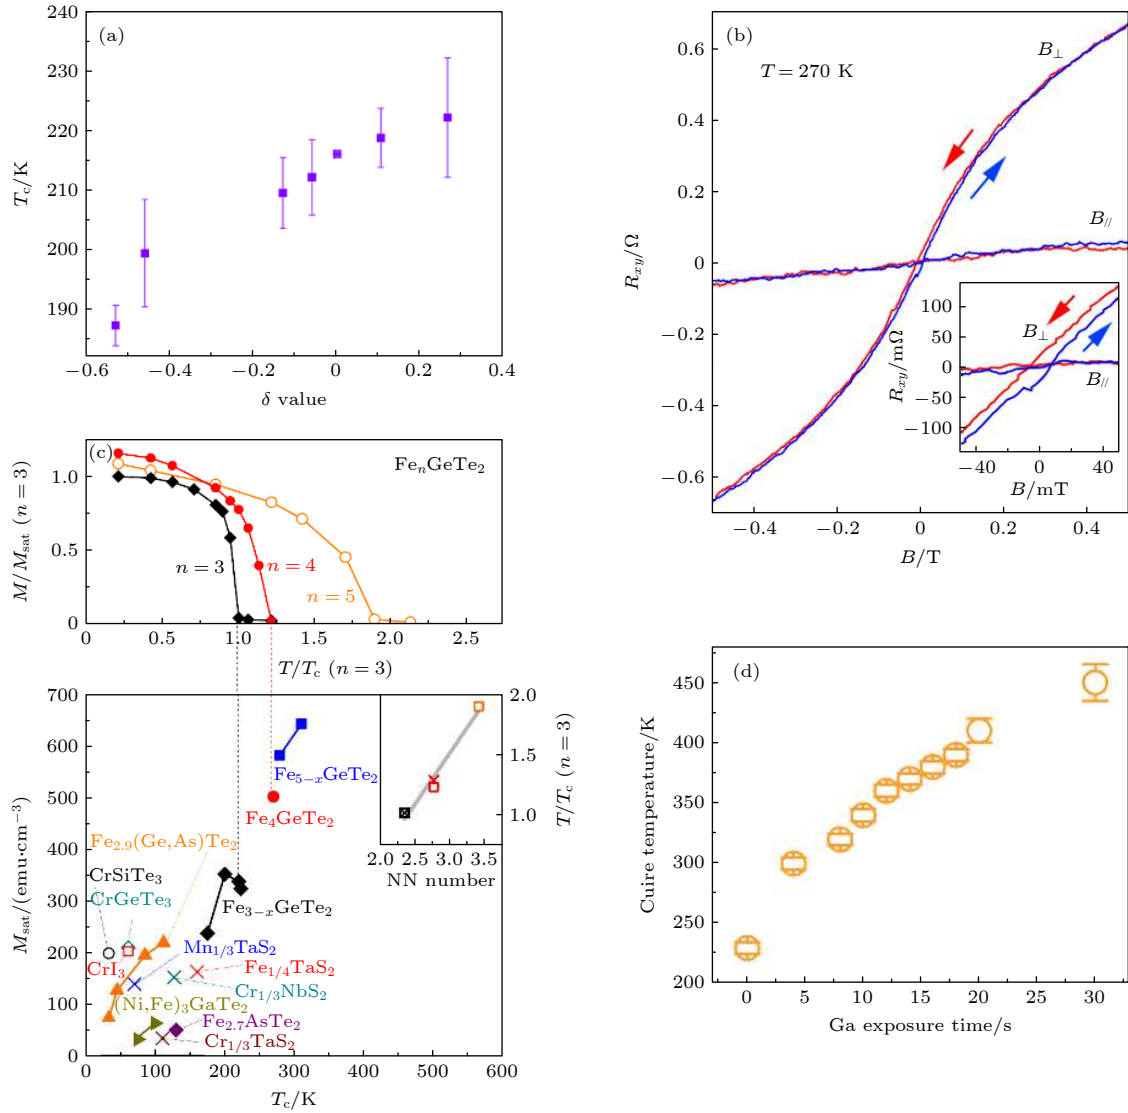 (a)
240
230
220
210
200
190
T_c/K
−0.6
−0.4
−0.2
0
0.2
0.4
δ value
(b)
T = 270 K
B⊥
B//
0.6
0.4
0.2
0
−0.2
−0.4
−0.6
R_xy/Ω
−0.4
−0.2
0
0.2
0.4
B/T
100
50
0
−50
−100
R_xy/mΩ
B⊥
B//
−50
0
50
B/mT
(c)
Fe_nGeTe_2
1.0
0.5
0
M/M_sat (n = 3)
n = 3
n = 4
n = 5
0
0.5
1.0
1.5
2.0
2.5
T/T_c (n = 3)
700
600
500
400
300
200
100
0
M_sat/(emu·cm^−3)
Fe_5−xGeTe_2
Fe_4GeTe_2
Fe_2.9(Ge,As)Te_2
CrSiTe_3
CrGeTe_3
Fe_3−xGeTe_2
Mn_1/3TaS_2
CrI_3
Fe_1/4TaS_2
Cr_1/3NbS_2
(Ni,Fe)_3GaTe_2
Fe_2.7AsTe_2
Cr_1/3TaS_2
0
100
200
300
400
500
600
T_c/K
2.0
1.5
1.0
T/T_c (n = 3)
2.0
2.5
3.0
3.5
NN number
(d)
450
400
350
300
250
200
Cuire temperature/K
0
5
10
15
20
25
30
Ga exposure time/s